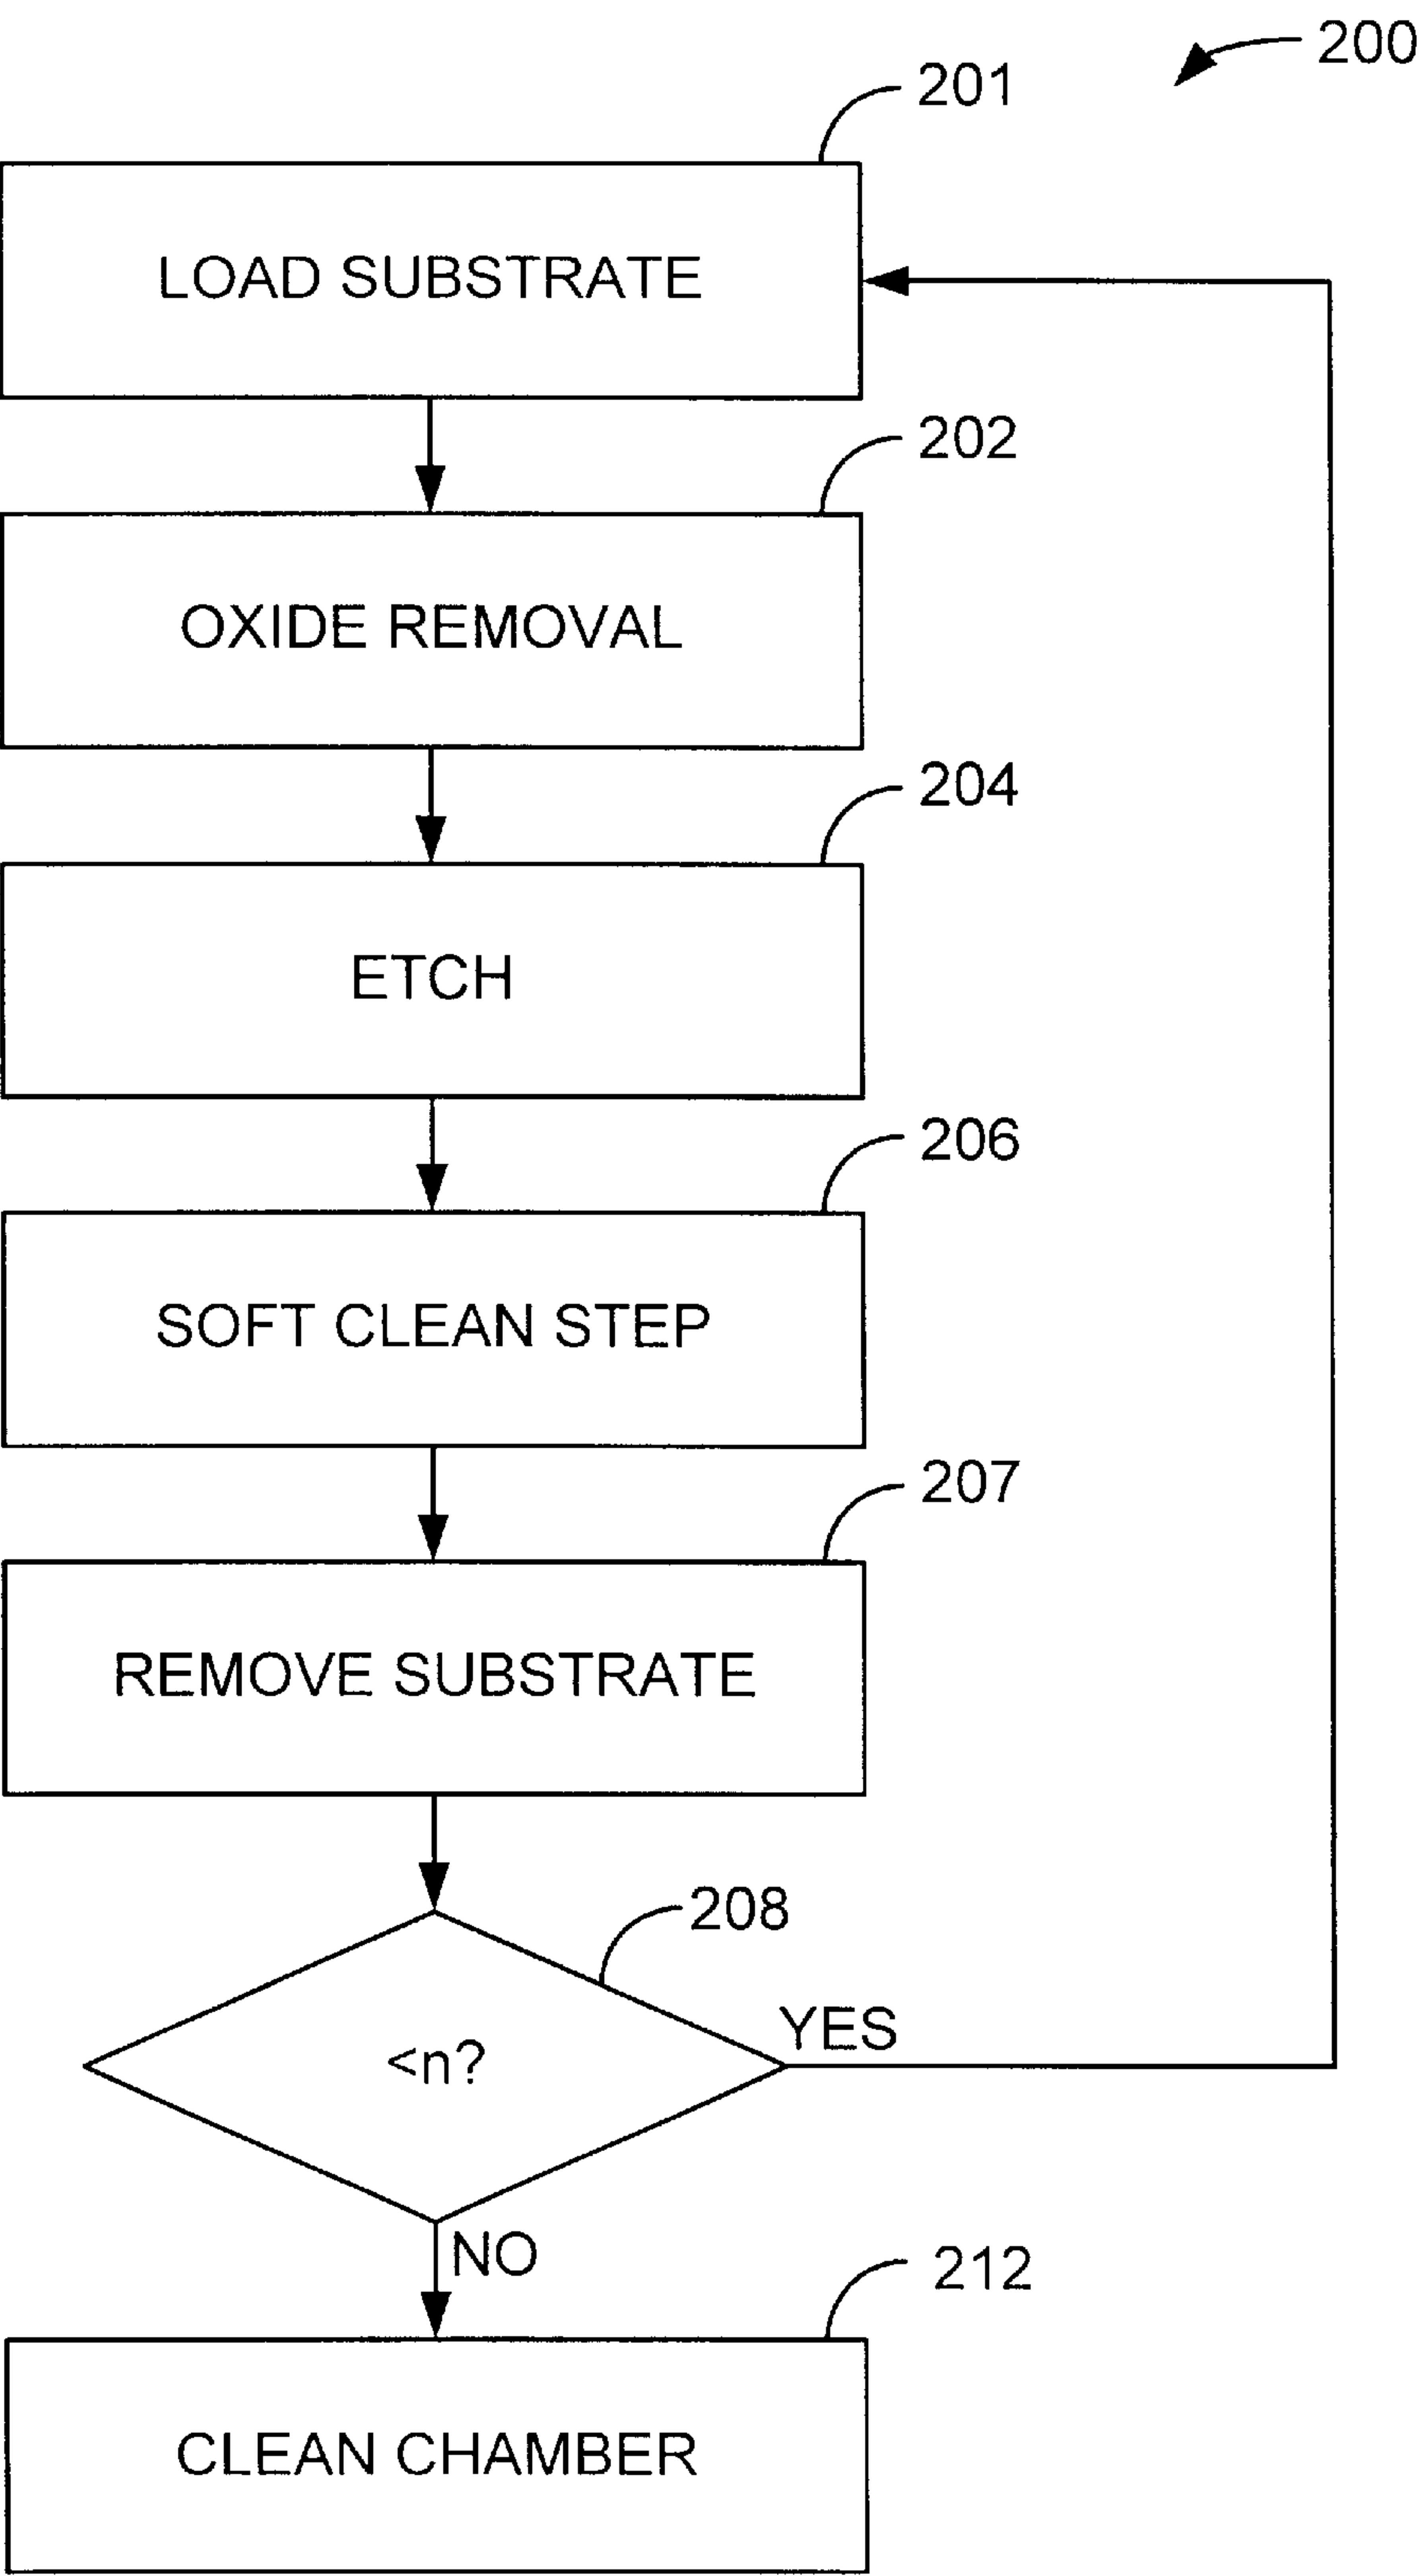 200
201
LOAD SUBSTRATE
202
OXIDE REMOVAL
204
ETCH
206
SOFT CLEAN STEP
207
REMOVE SUBSTRATE
208
<n?
YES
NO
212
CLEAN CHAMBER